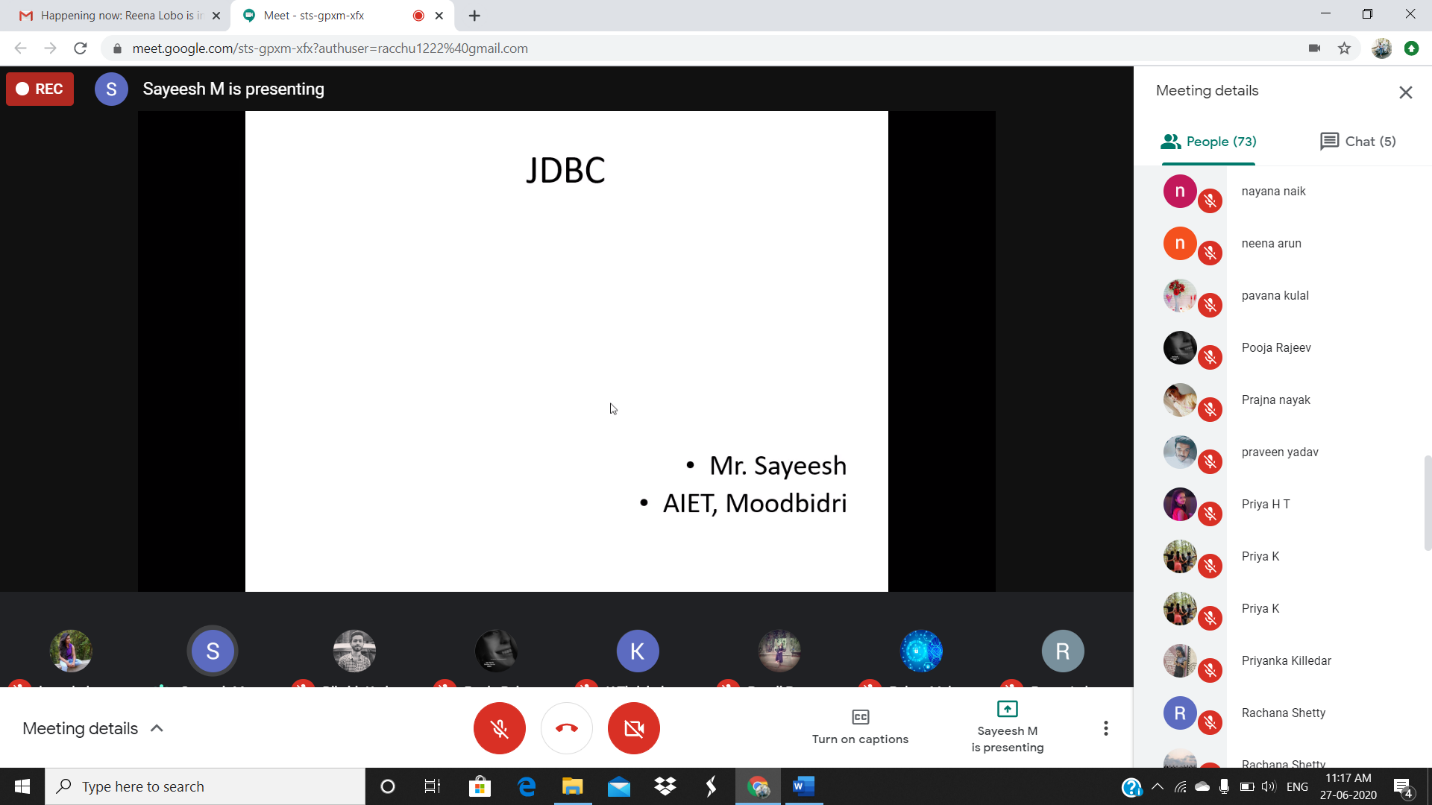 Happening now: Reena Lobo is in
Meet - sts-gpxm-xfx
meet.google.com/sts-gpxm-xfx?authuser=racchu1222%40gmail.com
REC
S
Sayeesh M is presenting
JDBC
• Mr. Sayeesh
• AIET, Moodbidri
Meeting details
People (73)
Chat (5)
n
nayana naik
n
neena arun
pavana kulal
Pooja Rajeev
Prajna nayak
praveen yadav
Priya H T
Priya K
Priya K
Priyanka Killedar
R
Rachana Shetty
Rachana Shetty
S
K
R
Meeting details
CC
Turn on captions
Sayeesh M
is presenting
Type here to search
W
ENG
11:17 AM
27-06-2020
4